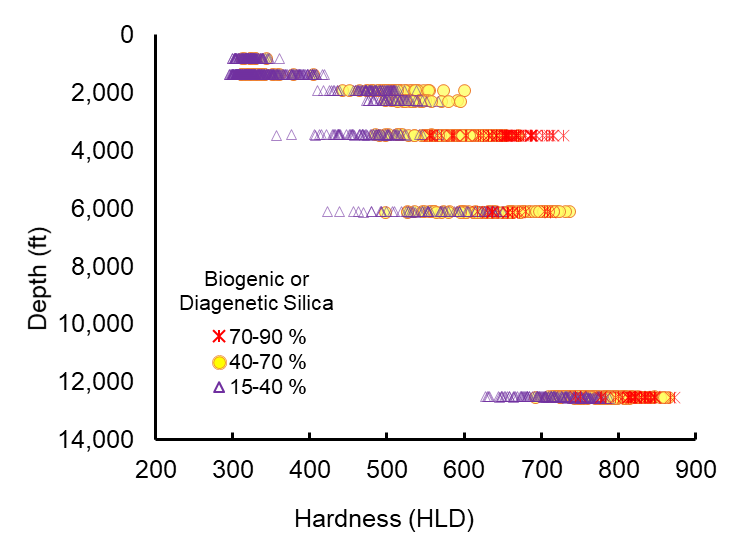 0
2,000
4,000
6,000
8,000
10,000
12,000
14,000
Depth (ft)
Biogenic or
Diagenetic Silica
70-90 %
40-70 %
15-40 %
200 300 400 500 600 700 800 900
Hardness (HLD)